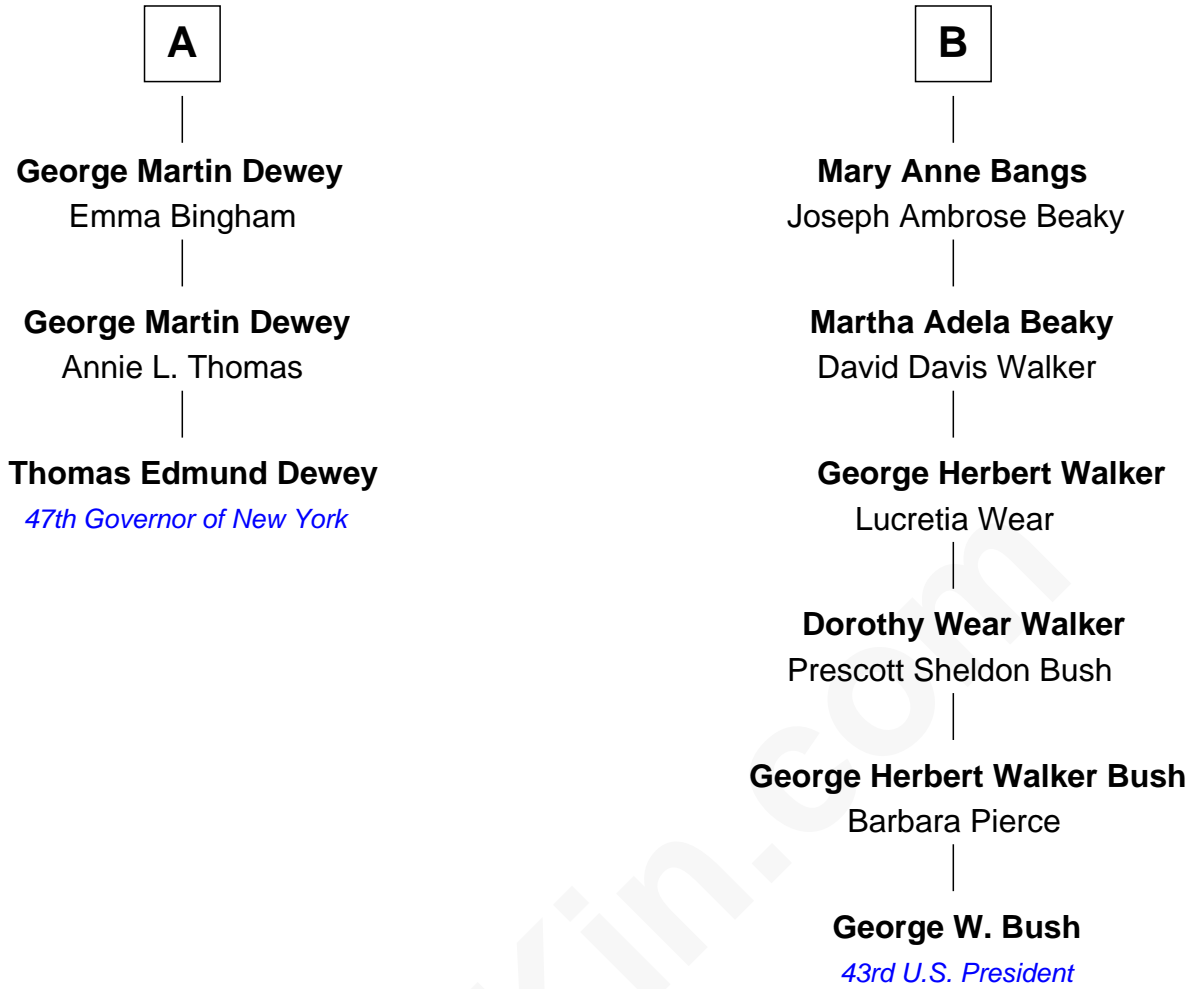 A
George Martin Dewey
Emma Bingham
George Martin Dewey
Annie L. Thomas
Thomas Edmund Dewey
47th Governor of New York
B
Mary Anne Bangs
Joseph Ambrose Beaky
Martha Adela Beaky
David Davis Walker
George Herbert Walker
Lucretia Wear
Dorothy Wear Walker
Prescott Sheldon Bush
George Herbert Walker Bush
Barbara Pierce
George W. Bush
43rd U.S. President
Kin.com